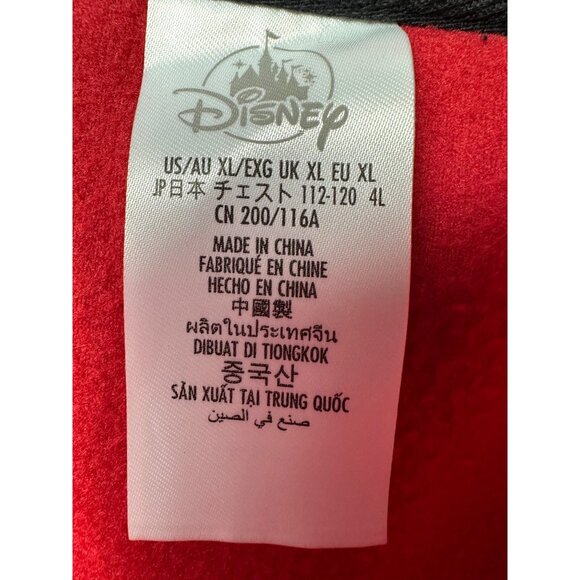 Disney
US/AU XL/EXG UK XL EU XL
JP日本 チェスト 112-120 4L
CN 200/116A
MADE IN CHINA
FABRIQUÉ EN CHINE
HECHO EN CHINA
中國製
ผลิตในประเทศจีน
DIBUAT DI TIONGKOK
중국산
SẢN XUẤT TẠI TRUNG QUỐC
صنع في الصين